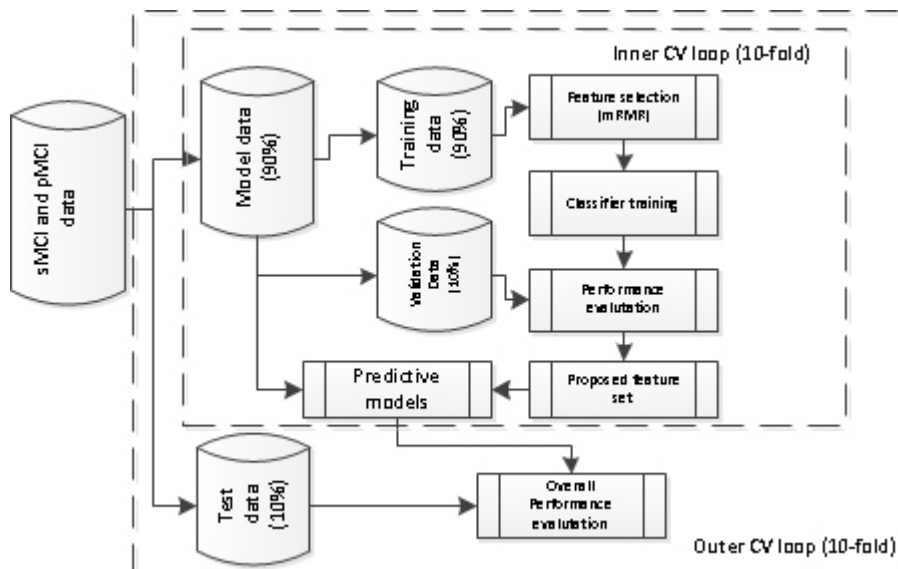 Inner CV loop (10-fold)
sMCI and pMCI
data
Model data
(90%)
Training
data
(90%)
Feature selection
(mRMR)
Classifier training
Validation
Data
(10%)
Performance
evalutation
Predictive
models
Proposed feature
set
Test
data
(10%)
Overall
Performance
evalutation
Outer CV loop (10-fold)